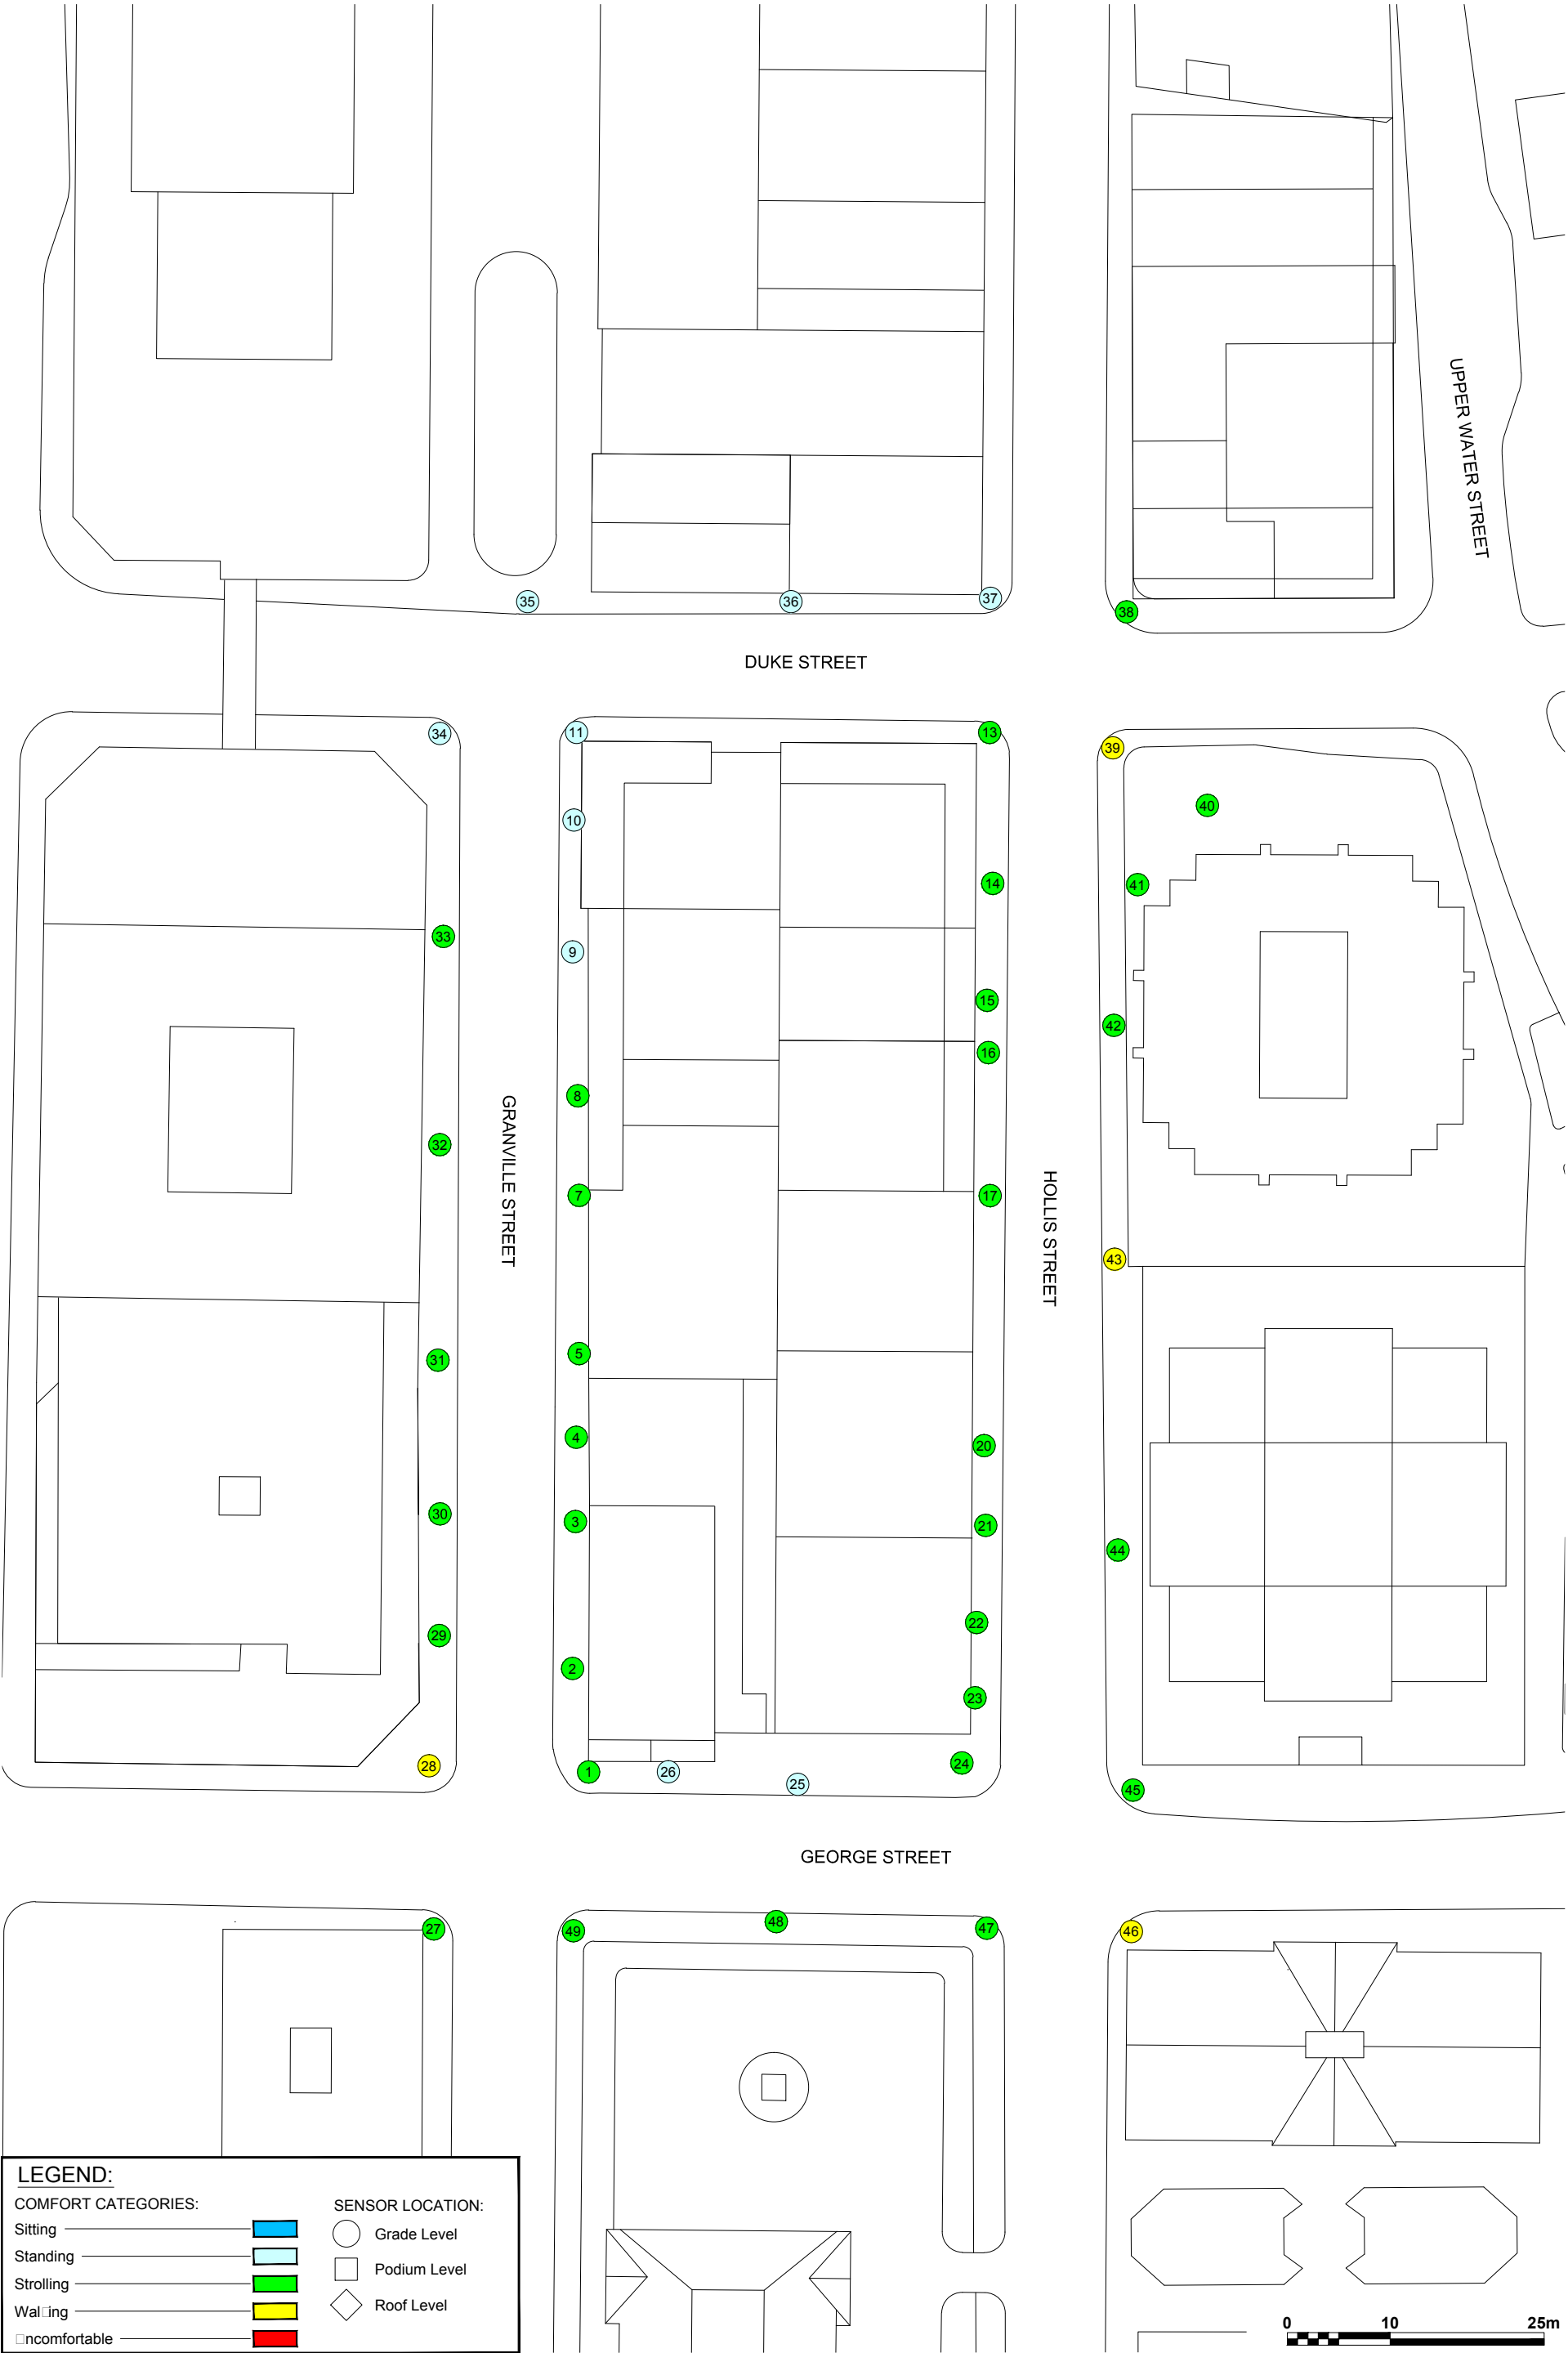 35
36
37
38
UPPER WATER STREET
DUKE STREET
34
11
13
39
10
40
14
41
33
9
15
42
16
8
GRANVILLE STREET
32
7
17
HOLLIS STREET
43
5
31
4
20
3
21
30
44
22
29
2
23
28
1
26
25
24
45
GEORGE STREET
27
49
48
47
46
LEGEND:
COMFORT CATEGORIES:
Sitting
Standing
Strolling
Wal□ing
□ncomfortable
SENSOR LOCATION:
Grade Level
Podium Level
Roof Level
0 10 25m